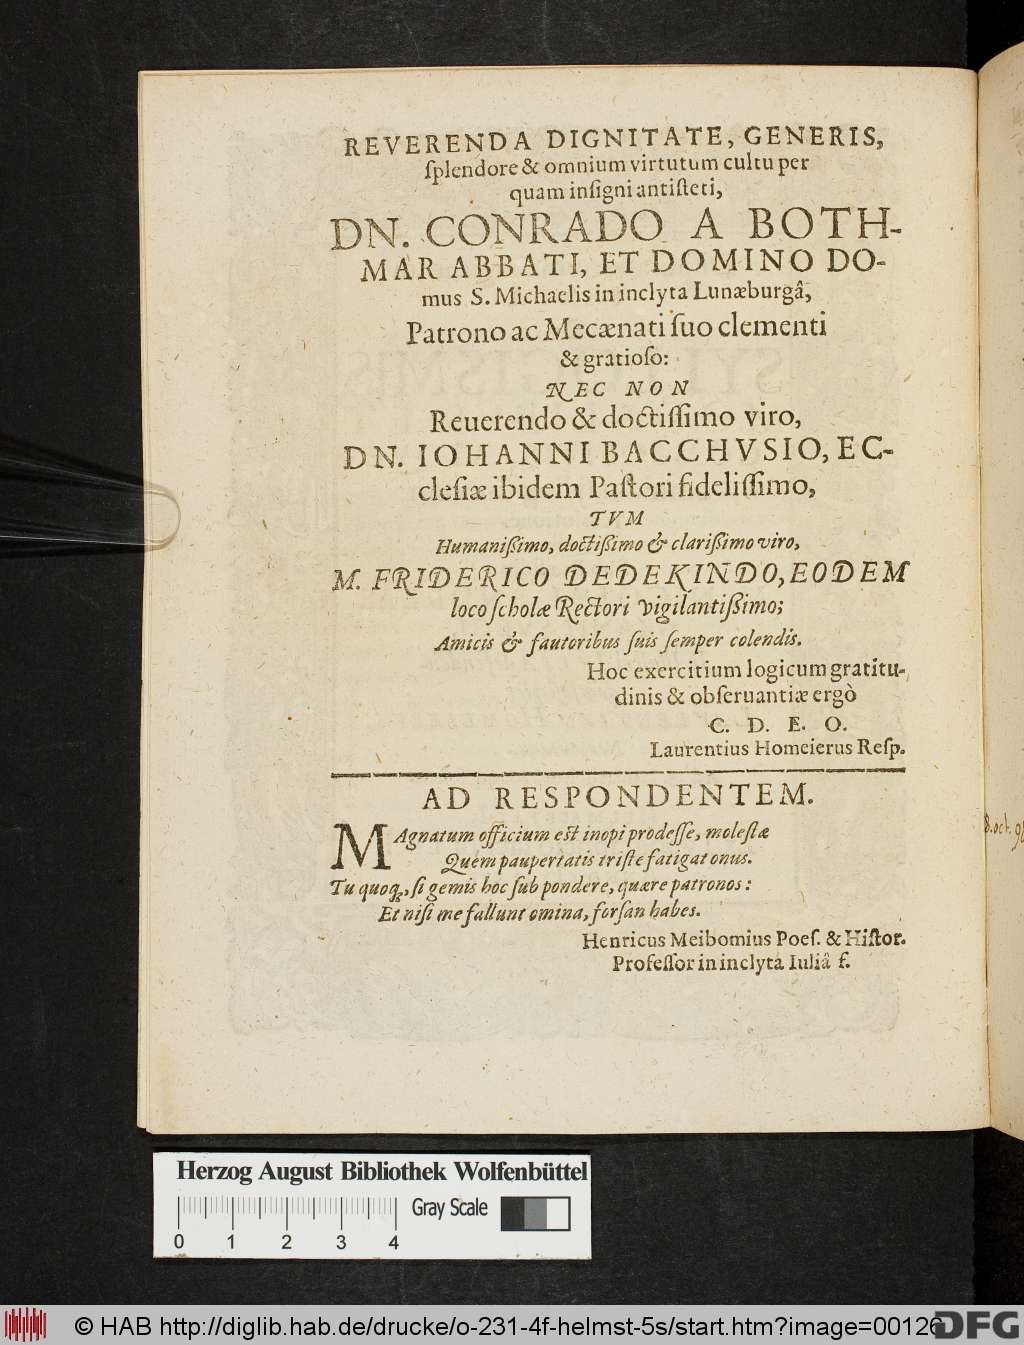 REVERENDA DIGNITATE, GENERIS,
ſplendore & omnium virtutum cultu per
quam inſigni antiſteti,
DN. CONRADO A BOTH-
MAR ABBATI, ET DOMINO DO-
mus S. Michaelis in inclyta Lunæburgâ,
Patrono ac Mecænati ſuo clementi
& gratioſo:
NEC NON
Reuerendo & doctiſſimo viro,
DN. IOHANNI BACCHVSIO, EC-
cleſiæ ibidem Paſtori fideliſſimo,
TVM
Humanißimo, doctißimo & clarißimo viro,
M. FRIDERICO DEDEKINDO, EODEM
loco ſcholæ Rectori vigilantißimo;
Amicis & fautoribus ſuis ſemper colendis.
Hoc exercitium logicum gratitu-
dinis & obſeruantiæ ergò
C. D. E. O.
Laurentius Homeierus Reſp.
AD RESPONDENTEM.
MAgnatum officium est inopi prodeſſe, moleſtæ
Quem paupertatis triſte fatigat onus.
Tu quoq́;, ſi gemis hoc ſub pondere, quære patronos:
Et niſi me fallunt omina, forſan habes.
Henricus Meibomius Poeſ. & Hiſtor.
Profeſſor in inclyta Iuliâ f.
8. oct. 98
Herzog August Bibliothek Wolfenbüttel
Gray Scale
0 1 2 3 4
© HAB http://diglib.hab.de/drucke/o-231-4f-helmst-5s/start.htm?image=00126
DFG